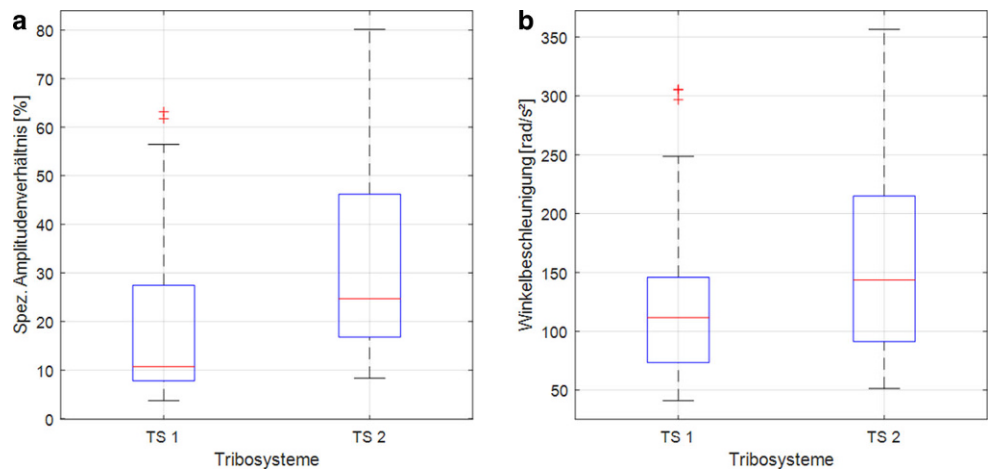 a
Spez. Amplitudenverhältnis [%]
80
70
60
50
40
30
20
10
0
TS 1 TS 2
Tribosysteme
b
Winkelbeschleunigung [rad/s²]
350
300
250
200
150
100
50
TS 1 TS 2
Tribosysteme